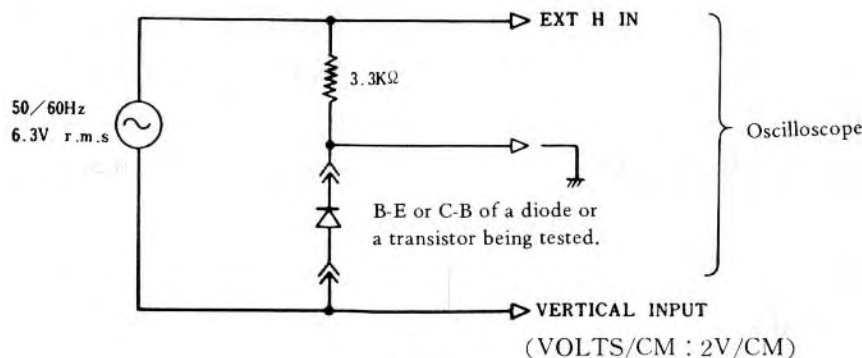 EXT H IN
3.3KΩ
50/60Hz
6.3V r.m.s
Oscilloscope
B-E or C-B of a diode or
a transistor being tested.
VERTICAL INPUT
(VOLTS/CM : 2V/CM)